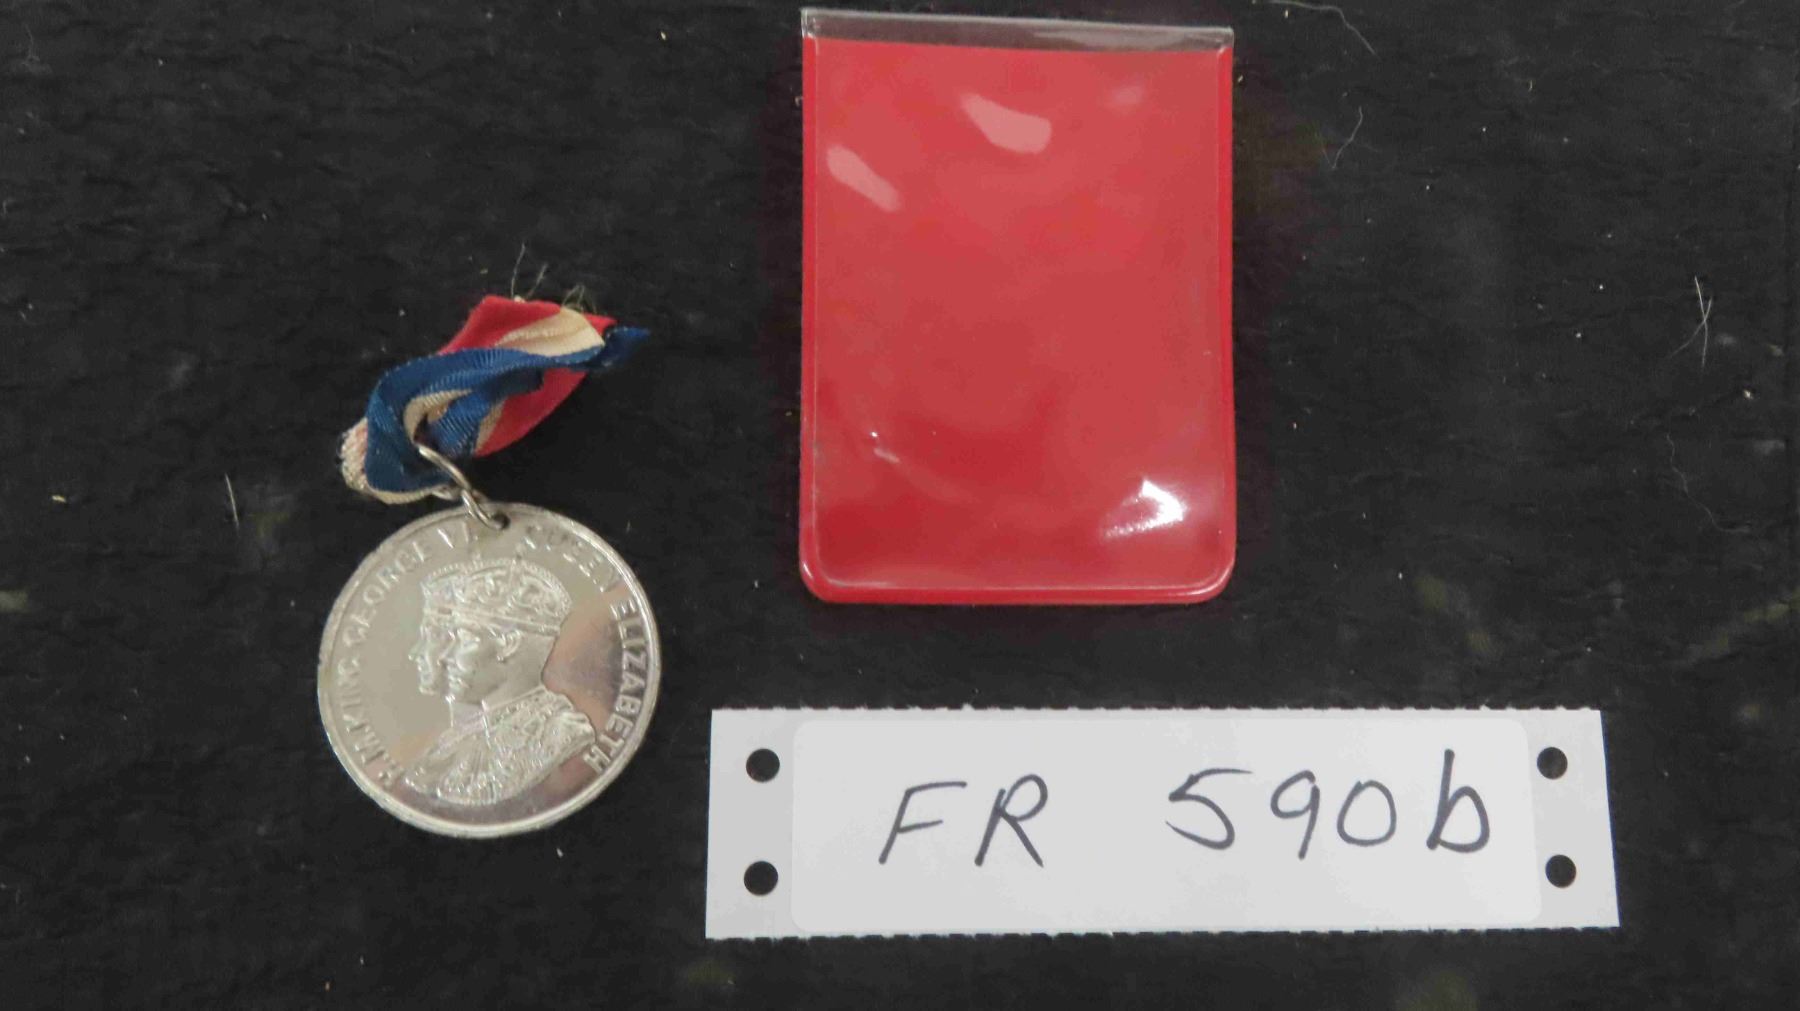 H.M. KING GEORGE VI & QUEEN ELIZABETH
FR 590b